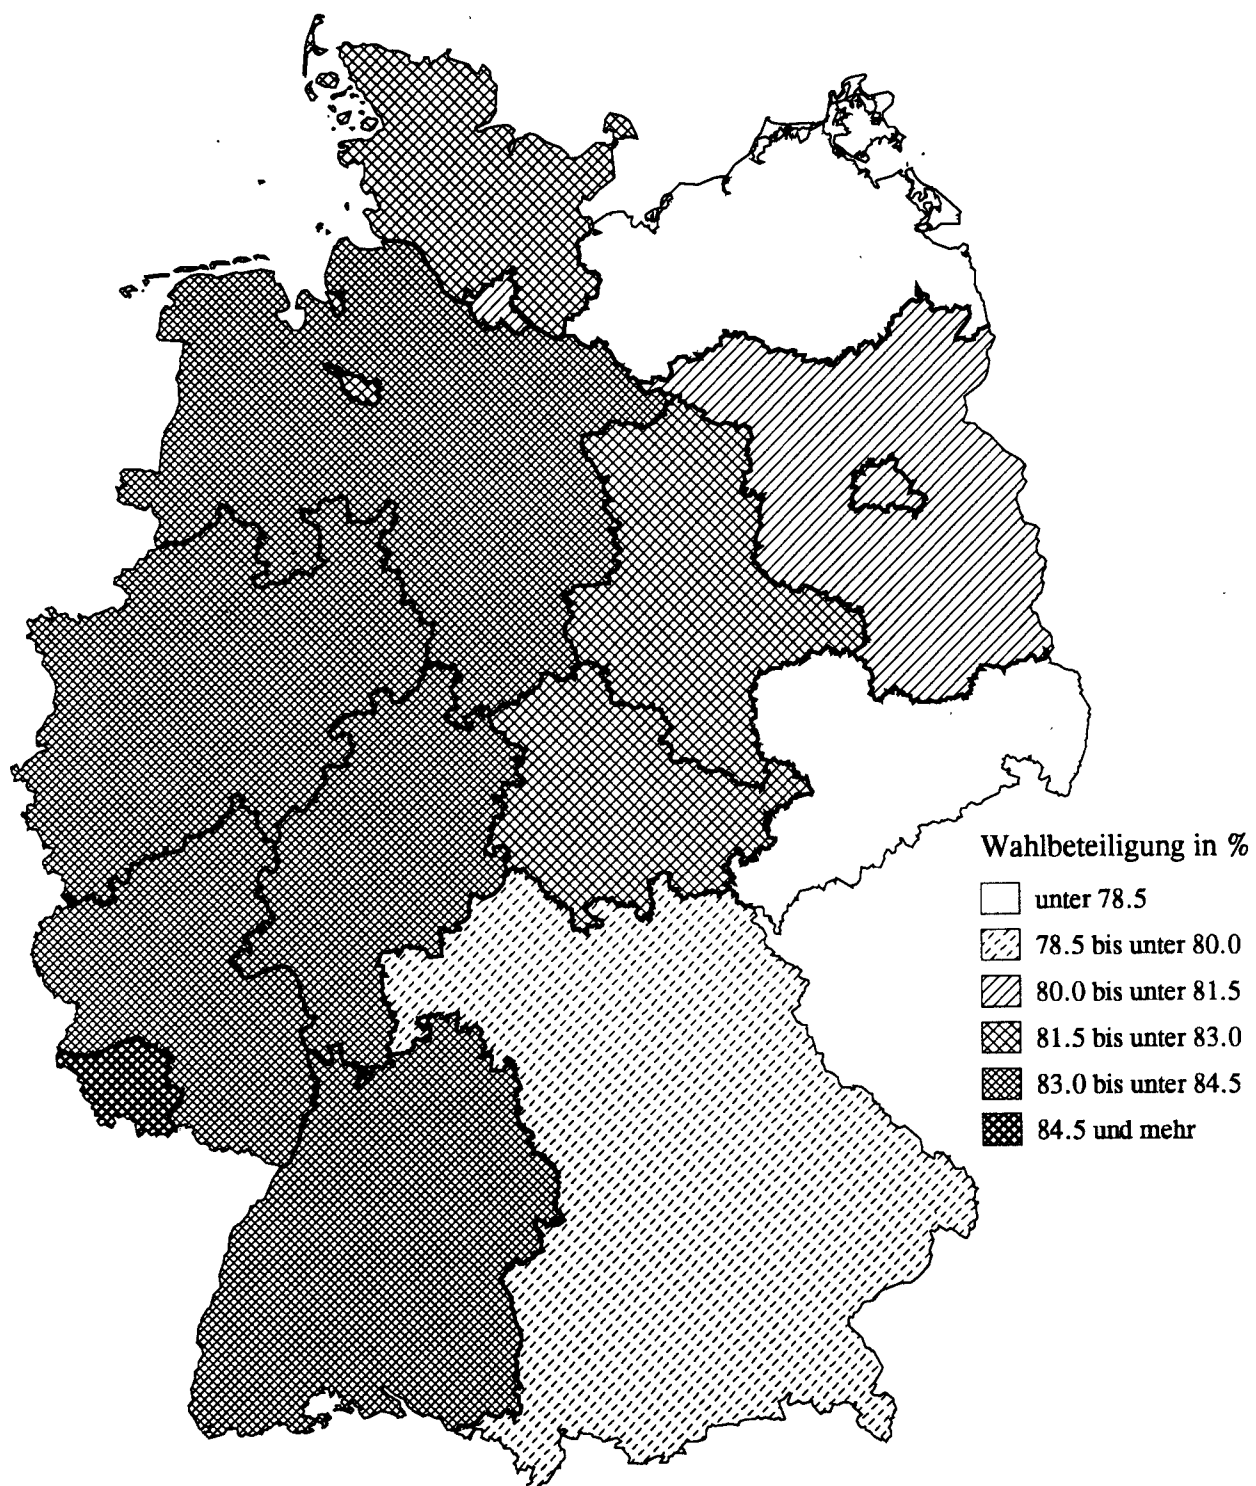 Wahlbeteiligung in %
unter 78.5
78.5 bis unter 80.0
80.0 bis unter 81.5
81.5 bis unter 83.0
83.0 bis unter 84.5
84.5 und mehr